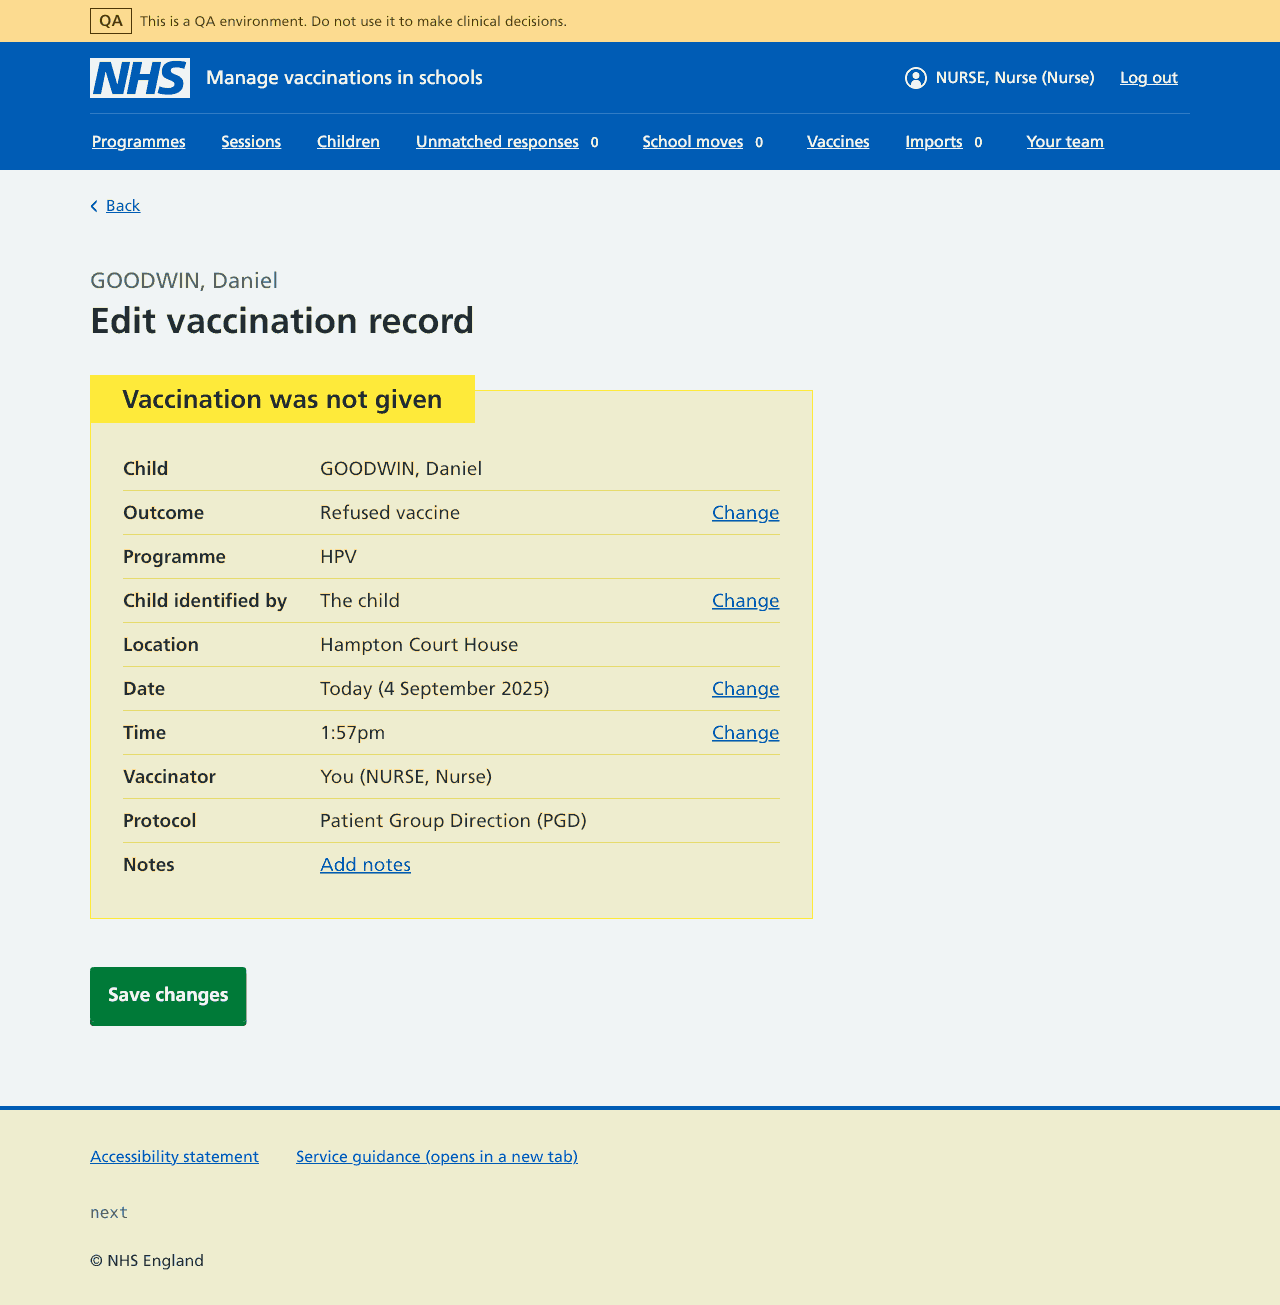 QA This is a QA environment. Do not use it to make clinical decisions.
NHS Manage vaccinations in schools NURSE, Nurse (Nurse) Log out
Programmes Sessions Children Unmatched responses 0 School moves 0 Vaccines Imports 0 Your team
Back
GOODWIN, Daniel
Edit vaccination record
Vaccination was not given
Child GOODWIN, Daniel
Outcome Refused vaccine Change
Programme HPV
Child identified by The child Change
Location Hampton Court House
Date Today (4 September 2025) Change
Time 1:57pm Change
Vaccinator You (NURSE, Nurse)
Protocol Patient Group Direction (PGD)
Notes Add notes
Save changes
Accessibility statement Service guidance (opens in a new tab)
next
© NHS England